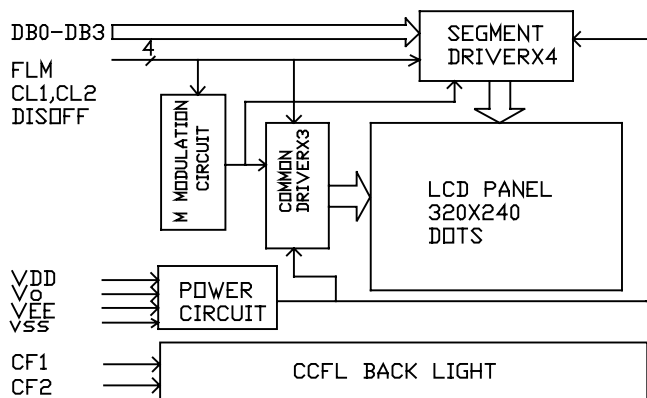 DB0-DB3
4
FLM
CL1,CL2
DISOFF
SEGMENT
DRIVERX4
M MODULATION
CIRCUIT
COMMON
DRIVERX3
LCD PANEL
320X240
DOTS
VDD
Vo
VEE
VSS
POWER
CIRCUIT
CF1
CF2
CCFL BACK LIGHT